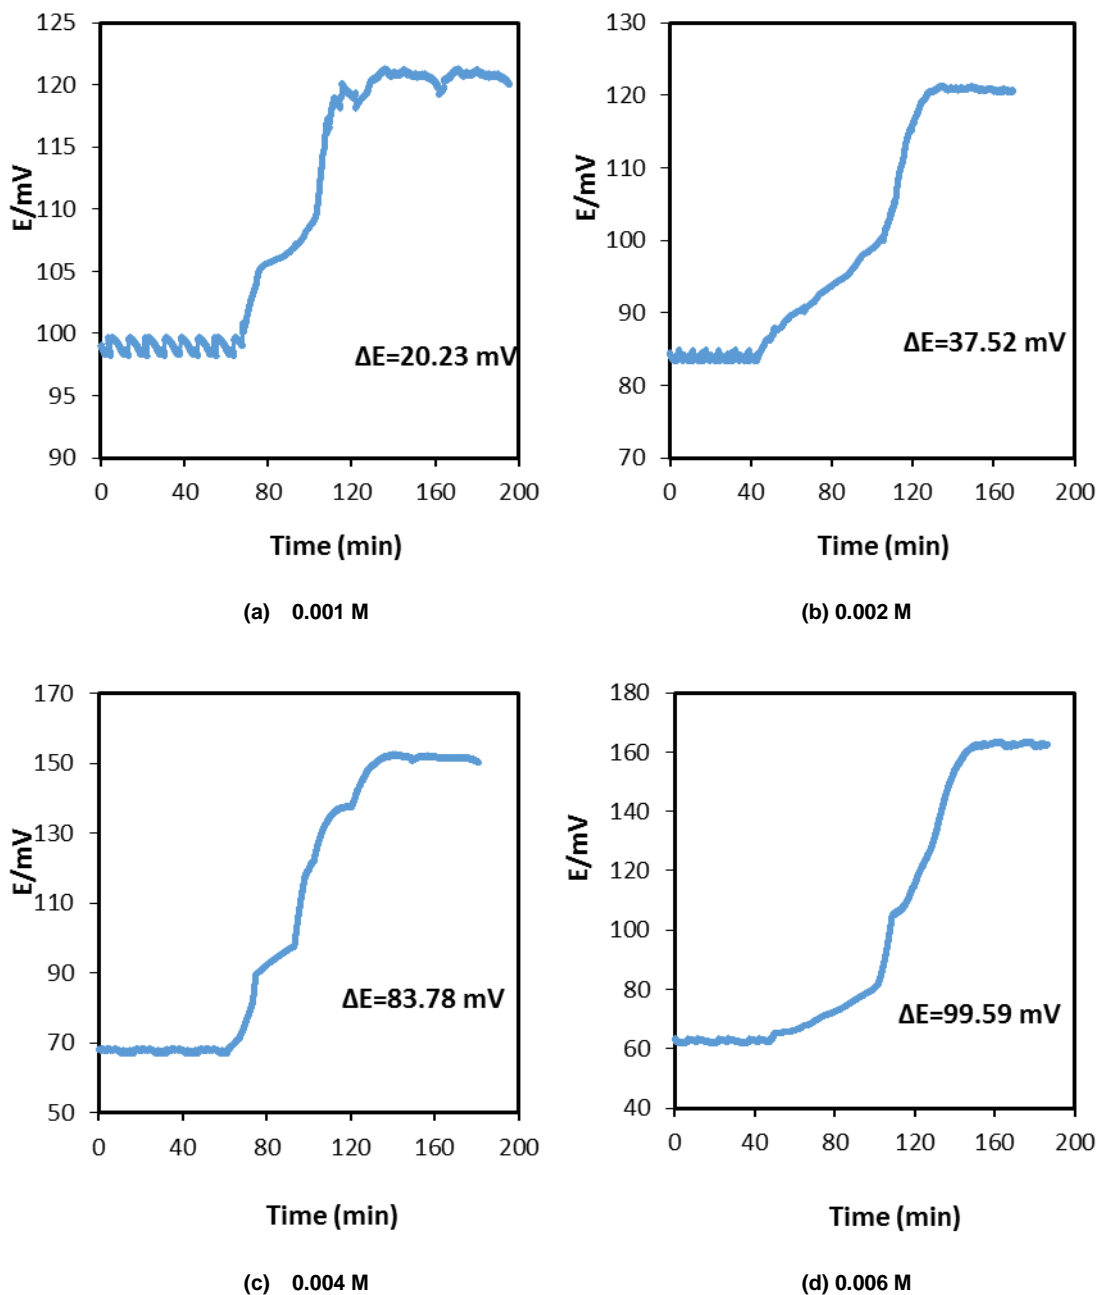 125
120
115
110
105
100
95
90
E/mV
ΔE=20.23 mV
0 40 80 120 160 200
Time (min)
(a) 0.001 M
130
120
110
100
90
80
70
E/mV
ΔE=37.52 mV
0 40 80 120 160 200
Time (min)
(b) 0.002 M
170
150
130
110
90
70
50
E/mV
ΔE=83.78 mV
0 40 80 120 160 200
Time (min)
(c) 0.004 M
180
160
140
120
100
80
60
40
E/mV
ΔE=99.59 mV
0 40 80 120 160 200
Time (min)
(d) 0.006 M